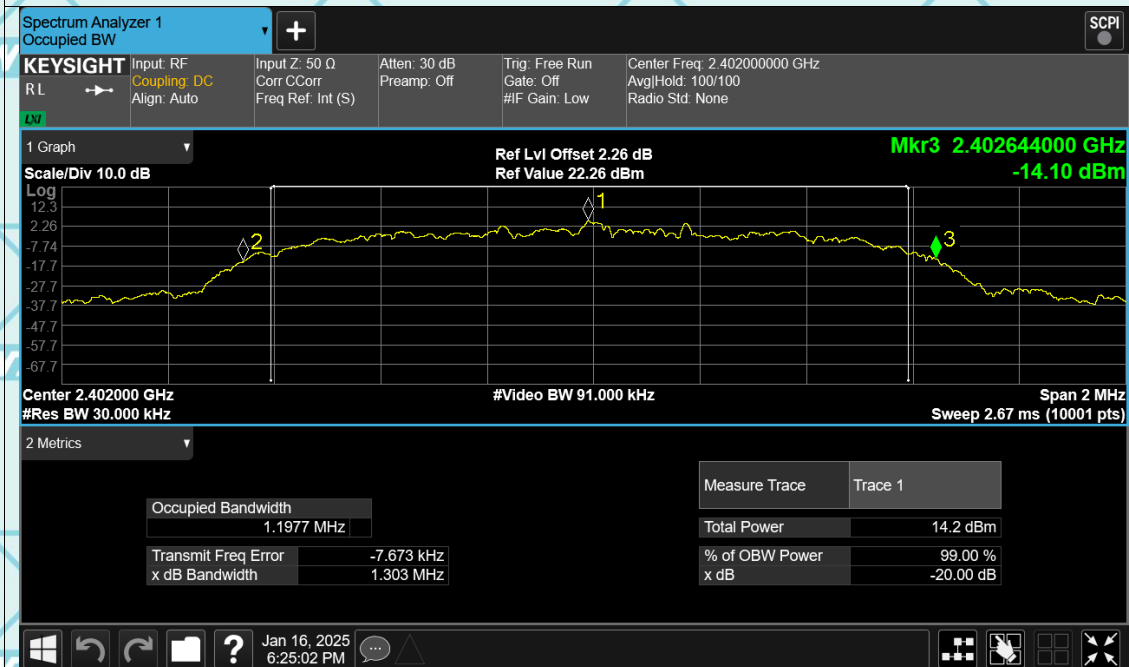 Spectrum Analyzer 1
Occupied BW
+
SCPI
KEYSIGHT
RL
LXI
Input: RF
Coupling: DC
Align: Auto
Input Z: 50 Ω
Corr CCorr
Freq Ref: Int (S)
Atten: 30 dB
Preamp: Off
Trig: Free Run
Gate: Off
#IF Gain: Low
Center Freq: 2.402000000 GHz
Avg|Hold: 100/100
Radio Std: None
1 Graph
Scale/Div 10.0 dB
Ref Lvl Offset 2.26 dB
Ref Value 22.26 dBm
Mkr3 2.402644000 GHz
-14.10 dBm
Log
12.3
2.26
-7.74
-17.7
-27.7
-37.7
-47.7
-57.7
-67.7
2
1
3
Center 2.402000 GHz
#Res BW 30.000 kHz
#Video BW 91.000 kHz
Span 2 MHz
Sweep 2.67 ms (10001 pts)
2 Metrics
Occupied Bandwidth
1.1977 MHz
Transmit Freq Error -7.673 kHz
x dB Bandwidth 1.303 MHz
Measure Trace Trace 1
Total Power 14.2 dBm
% of OBW Power 99.00 %
x dB -20.00 dB
?
Jan 16, 2025
6:25:02 PM